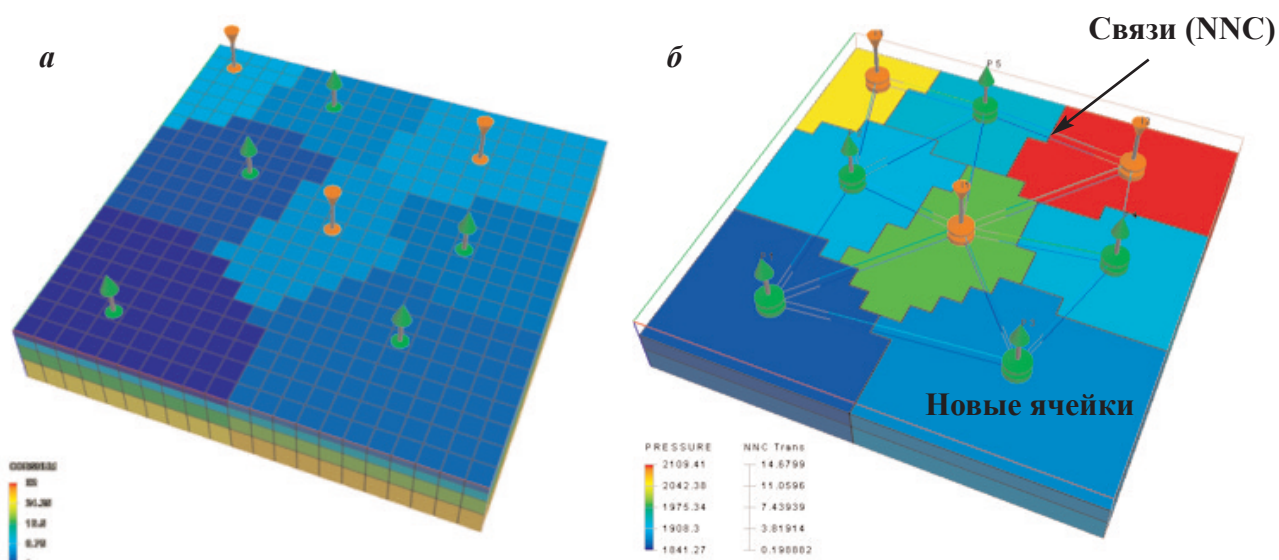 а
б
Связи (NNC)
P5
Новые ячейки
PRESSURE
NNC Trans
2109.41
14.6799
2042.38
11.0596
1975.34
7.43939
1908.3
3.81914
1841.27
0.198882